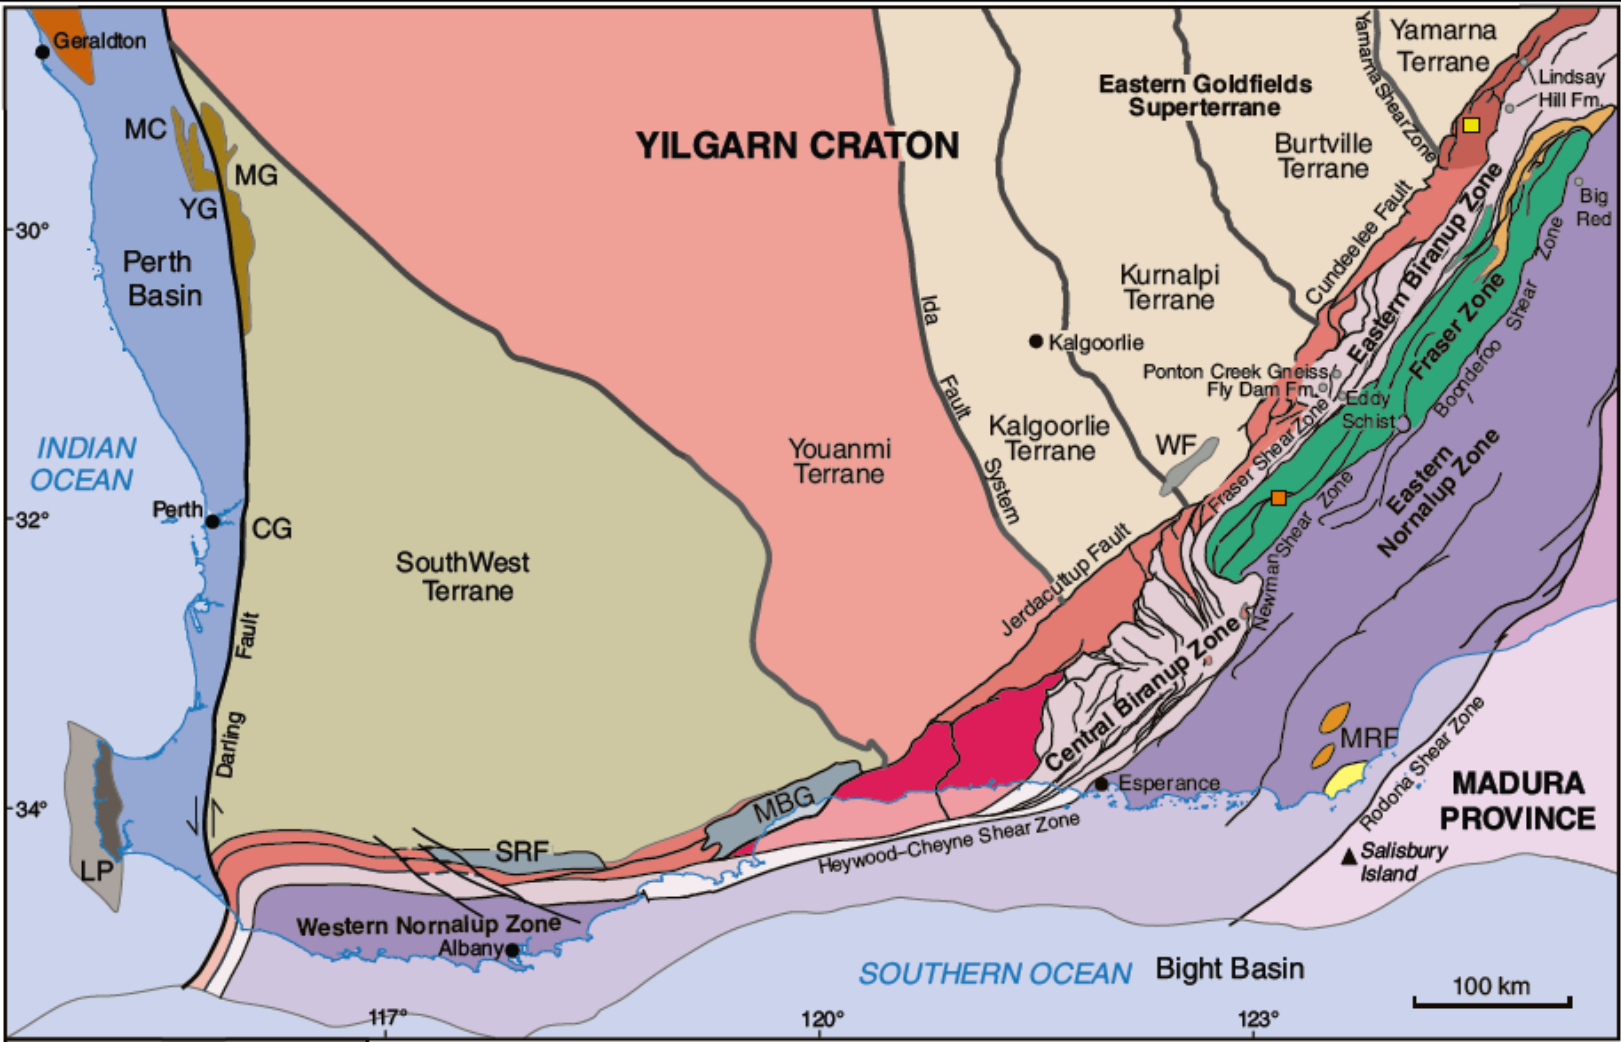 Geraldton
MC
MG
YG
30°
Perth
Basin
INDIAN
OCEAN
Perth
CG
32°
SouthWest
Terrane
Darling
Fault
34°
LP
YILGARN CRATON
Youanmi
Terrane
Ida
Fault
System
Eastern Goldfields
Superterrane
Yamarna Shear Zone
Yamarna
Terrane
Lindsay
Hill Fm.
Burtville
Terrane
Cundeelee Fault
Kurnalpi
Terrane
Kalgoorlie
Ponton Creek Gneiss
Fly Dam Fm.
Kalgoorlie
Terrane
WF
Eastern Biranup Zone
Fraser Zone
Big
Red
Eddy
Schist
Boonderoo Shear Zone
Fraser Shear Zone
Eastern
Nornalup Zone
Newman Shear Zone
Jerdacuttup Fault
Central Biranup Zone
MRF
Esperance
Rodona Shear Zone
MADURA
PROVINCE
Salisbury
Island
MBG
SRF
Heywood–Cheyne Shear Zone
Western Nornalup Zone
Albany
SOUTHERN OCEAN
Bight Basin
100 km
117°
120°
123°